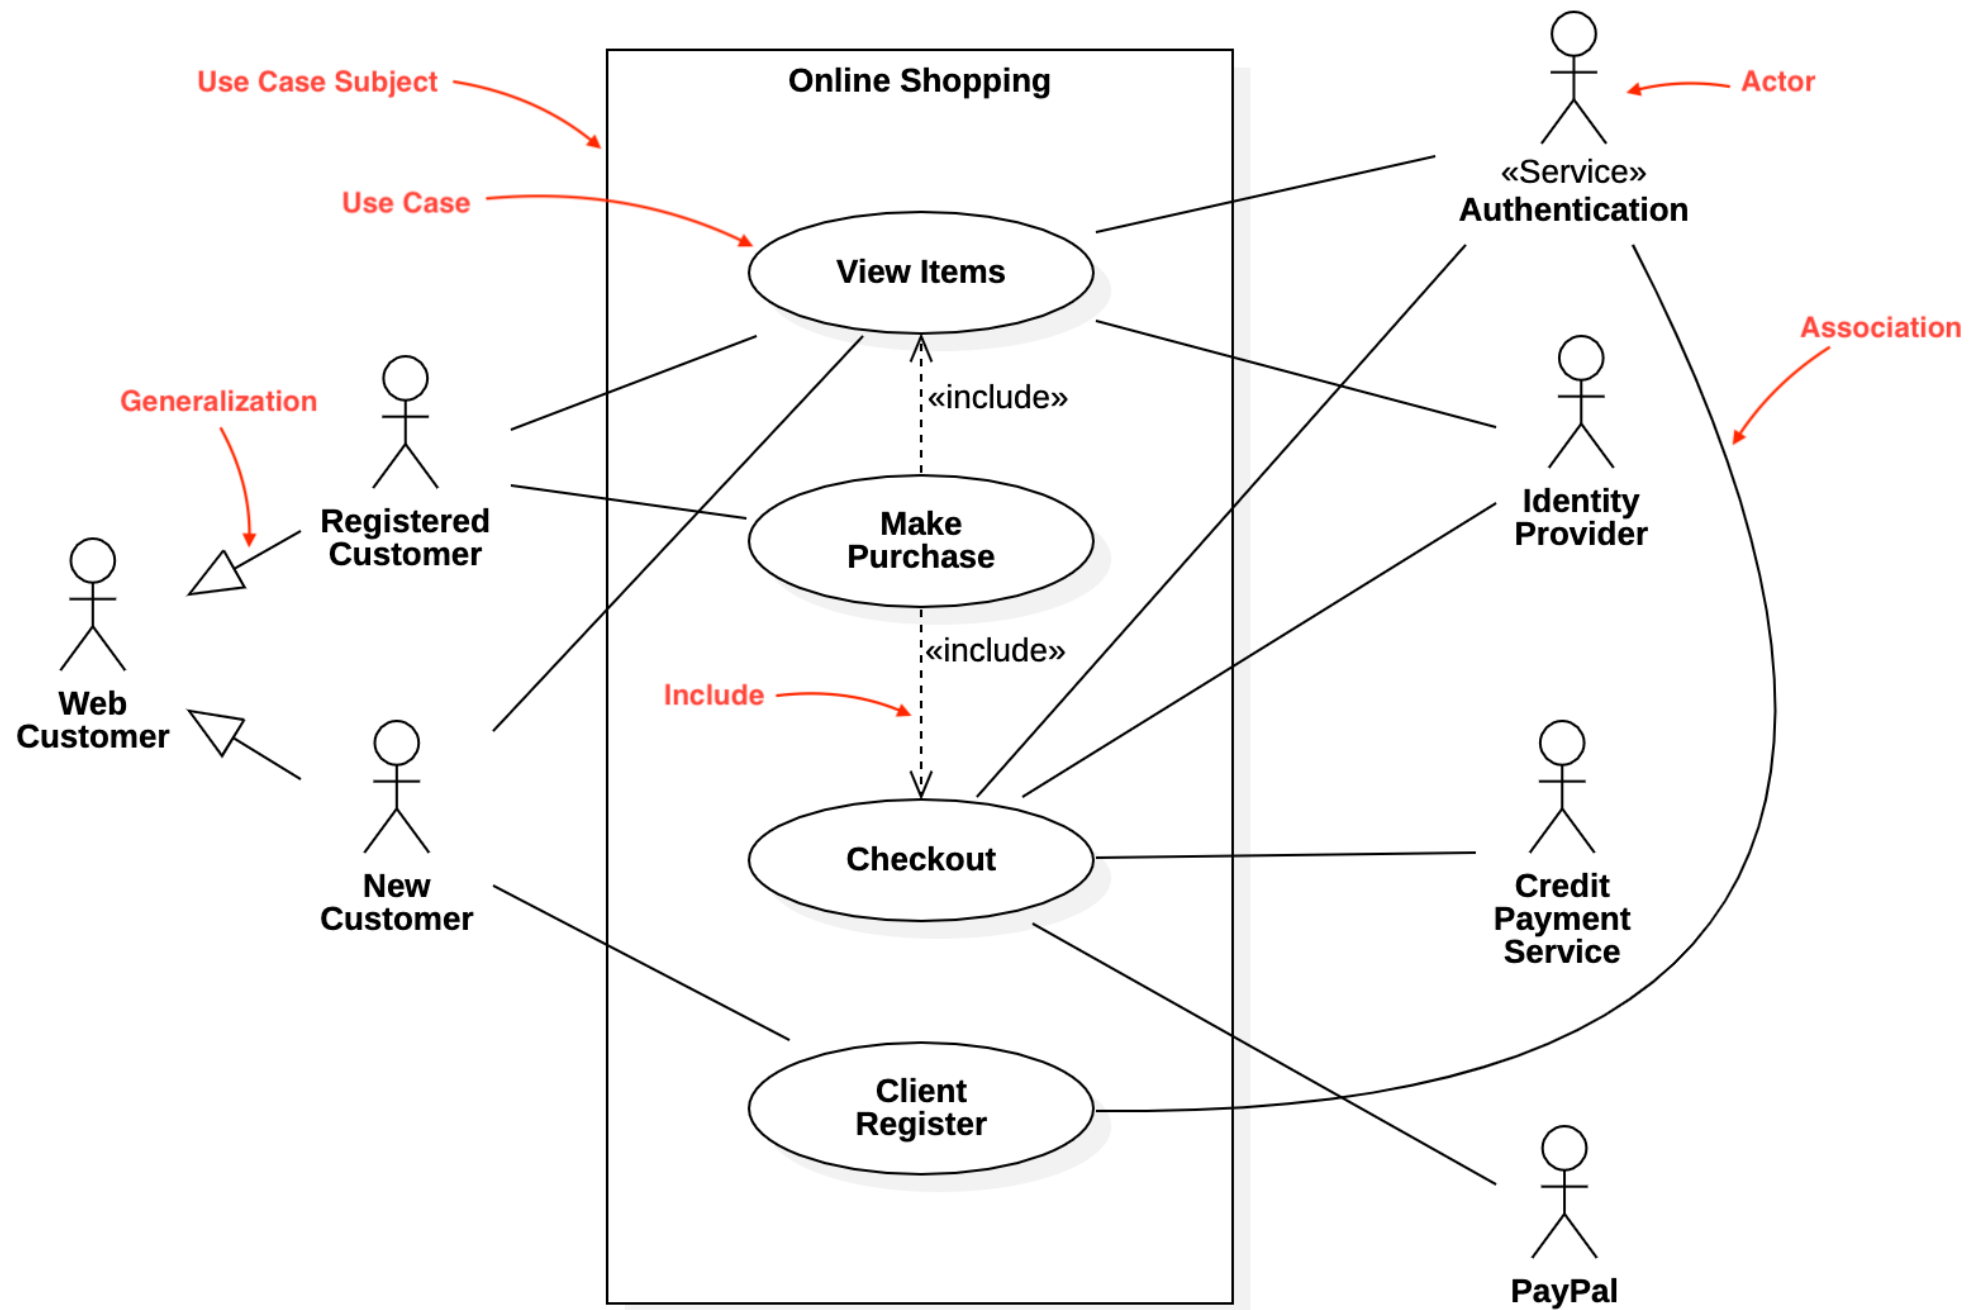 Online Shopping
Use Case Subject
Actor
«Service»
Authentication
Use Case
View Items
Association
Generalization
«include»
Registered
Customer
Make
Purchase
Identity
Provider
«include»
Include
Web
Customer
New
Customer
Checkout
Credit
Payment
Service
Client
Register
PayPal